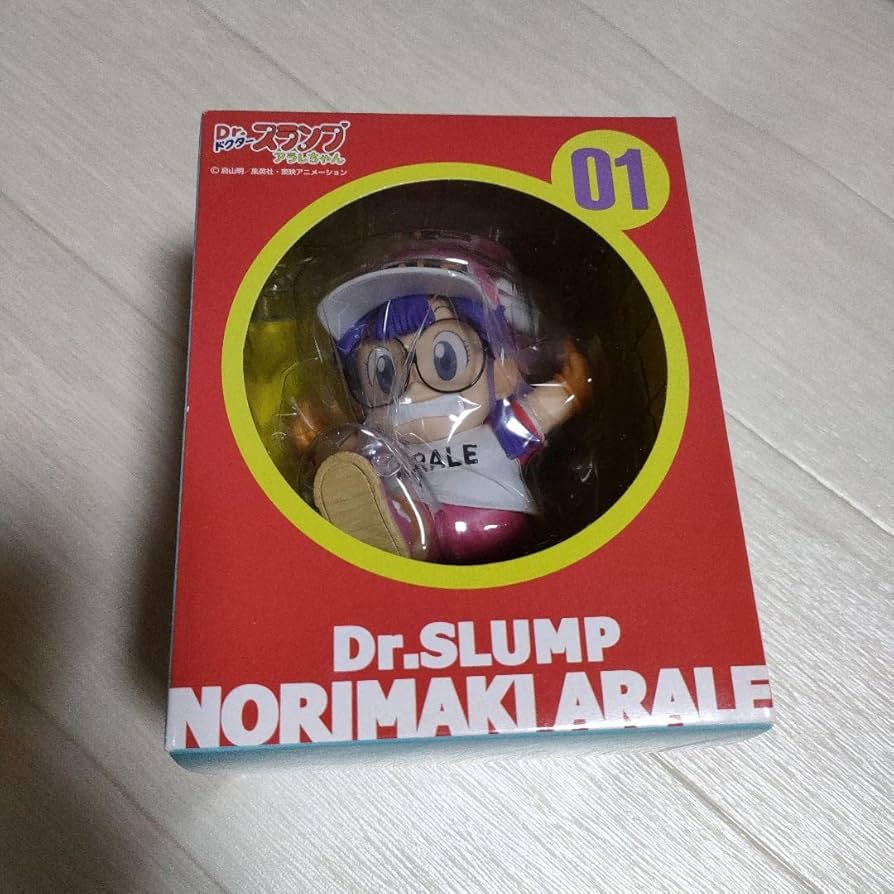 Dr.スランプ
ドクター
アラレちゃん
© 鳥山明／集英社・東映アニメーション
01
RALE
Dr.SLUMP
NORIMAKI ARALE